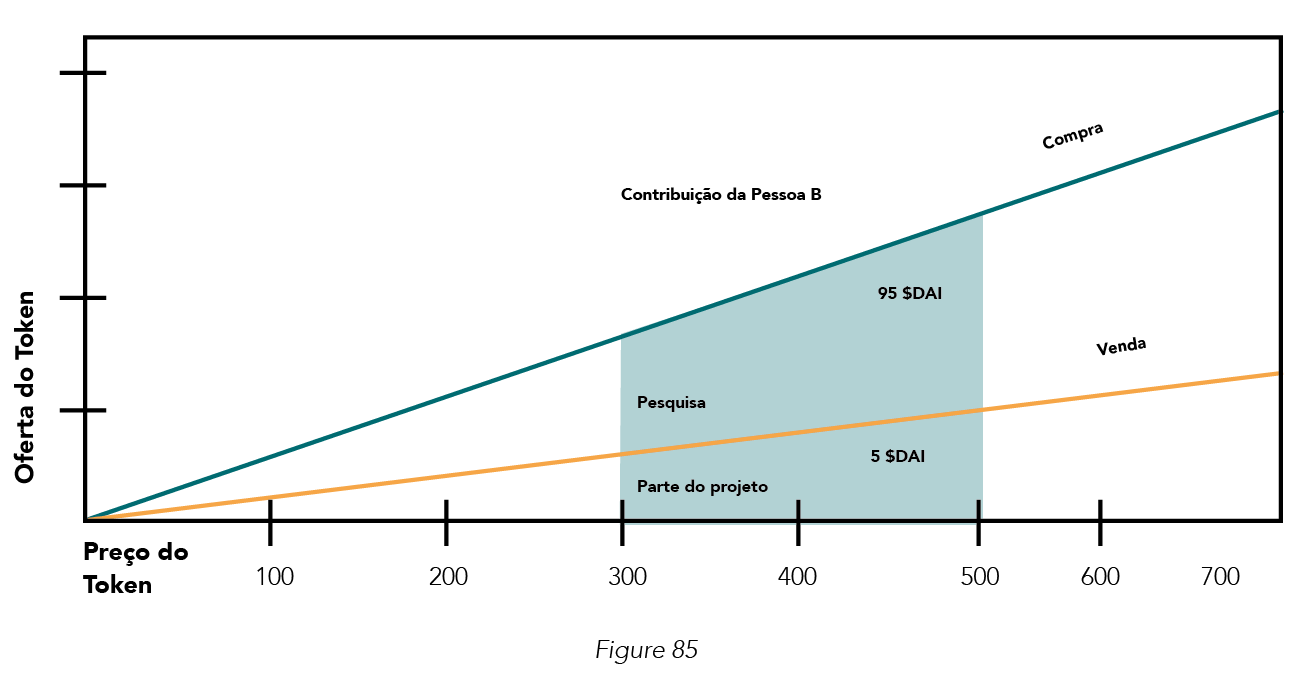 Compra
Contribuição da Pessoa B
95 $DAI
Venda
Pesquisa
5 $DAI
Parte do projeto
Oferta do Token
Preço do
Token
100 200 300 400 500 600 700
Figure 85